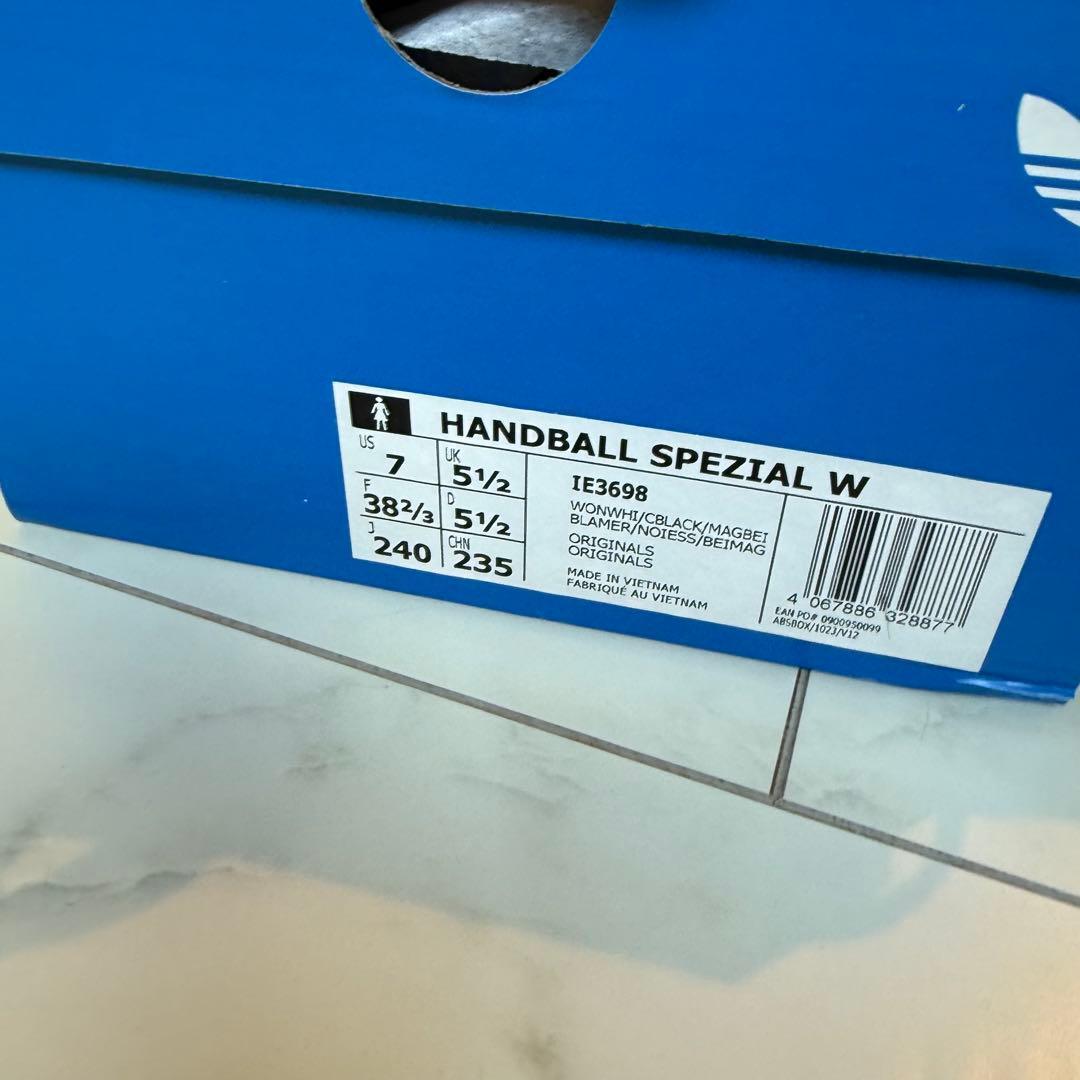 HANDBALL SPEZIAL W
US 7 UK 5½
F 38⅔ D 5½
J 240 CHN 235
IE3698
WONWHI/CBLACK/MAGBEI
BLAMER/NOIESS/BEIMAG
ORIGINALS
ORIGINALS
MADE IN VIETNAM
FABRIQUÉ AU VIETNAM
4 067886 328877
EAN PO# 0900950099
ABSBOX/1023/V12